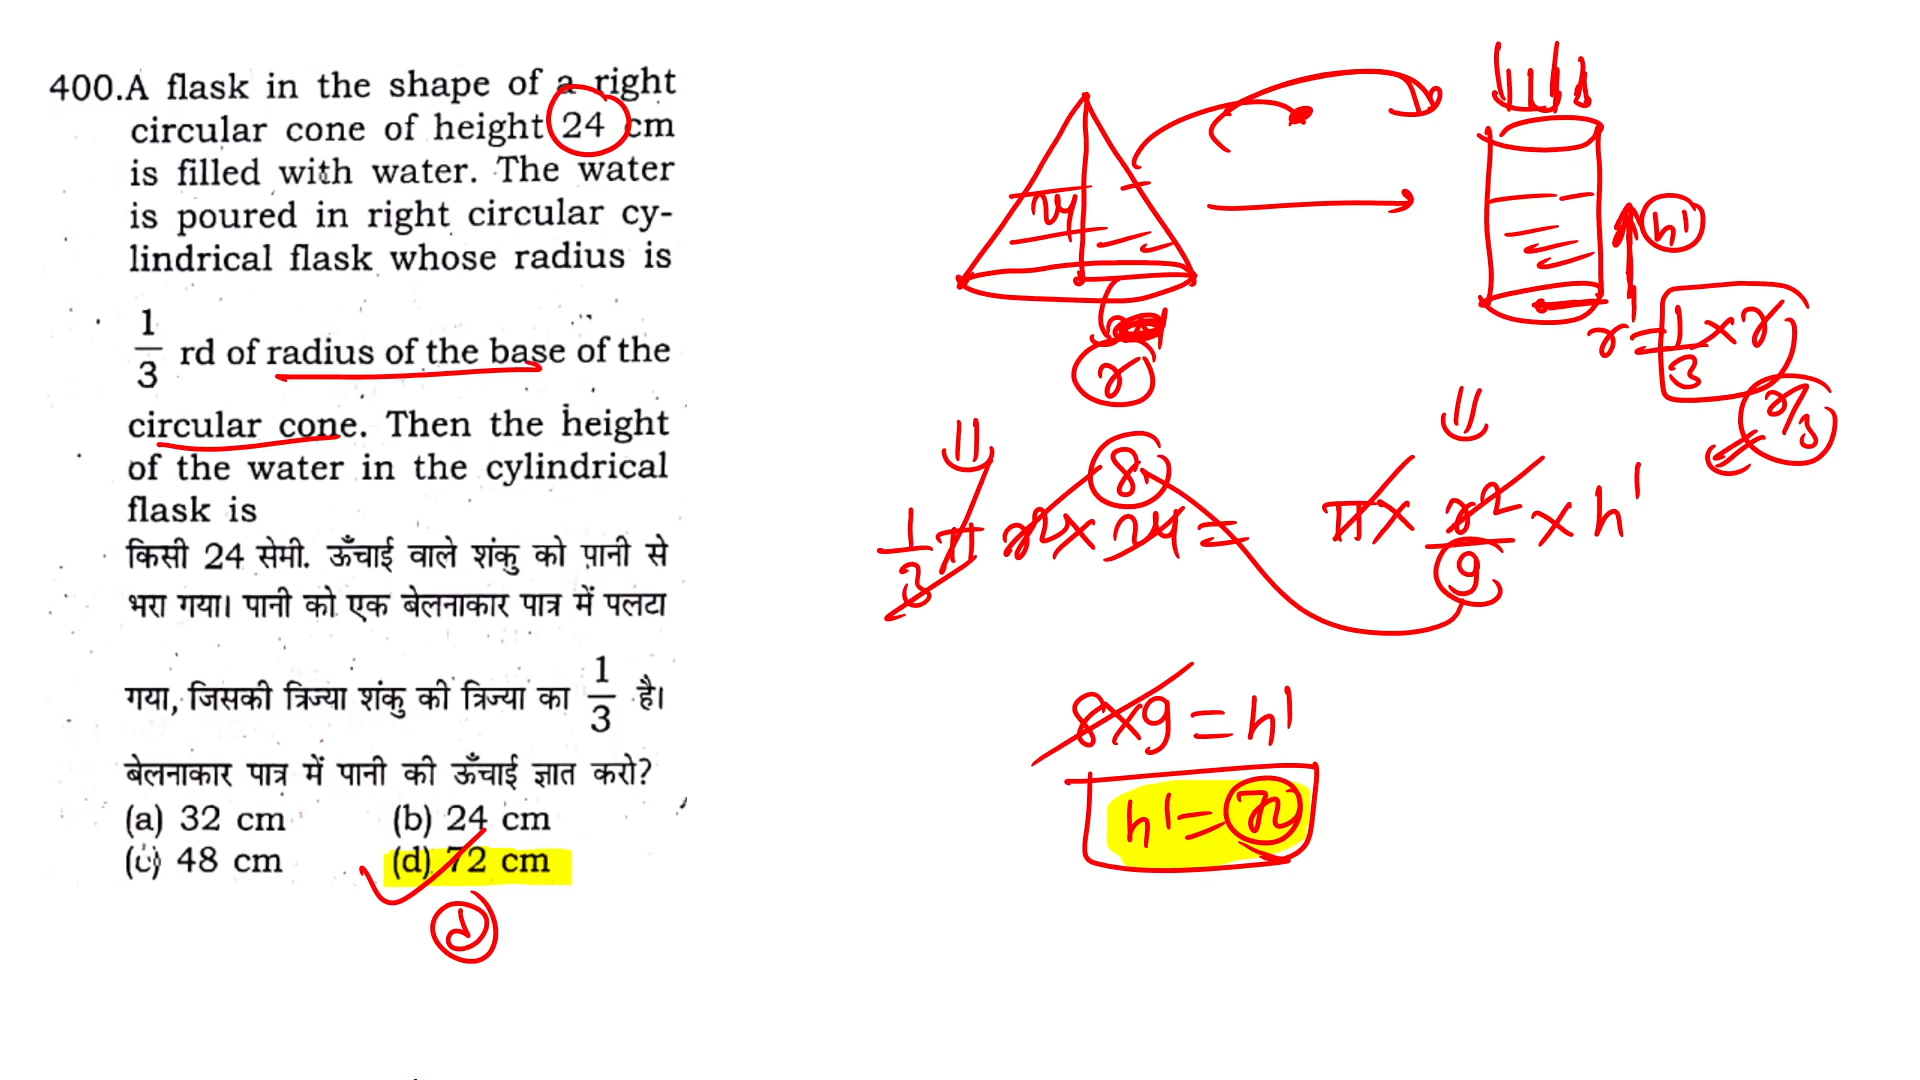 400.A flask in the shape of a right
circular cone of height 24 cm
is filled with water. The water
is poured in right circular cy-
lindrical flask whose radius is
1/3 rd of radius of the base of the
circular cone. Then the height
of the water in the cylindrical
flask is
किसी 24 सेमी. ऊँचाई वाले शंकु को पानी से
भरा गया। पानी को एक बेलनाकार पात्र में पलटा
गया, जिसकी त्रिज्या शंकु की त्रिज्या का 1/3 है।
बेलनाकार पात्र में पानी की ऊँचाई ज्ञात करो?
(a) 32 cm (b) 24 cm
(c) 48 cm (d) 72 cm
d
24
r
h'
r = 1/3 × r
r/3
8
1/3 π r² × 24 = π × r²/9 × h'
8×9 = h'
h' = 72